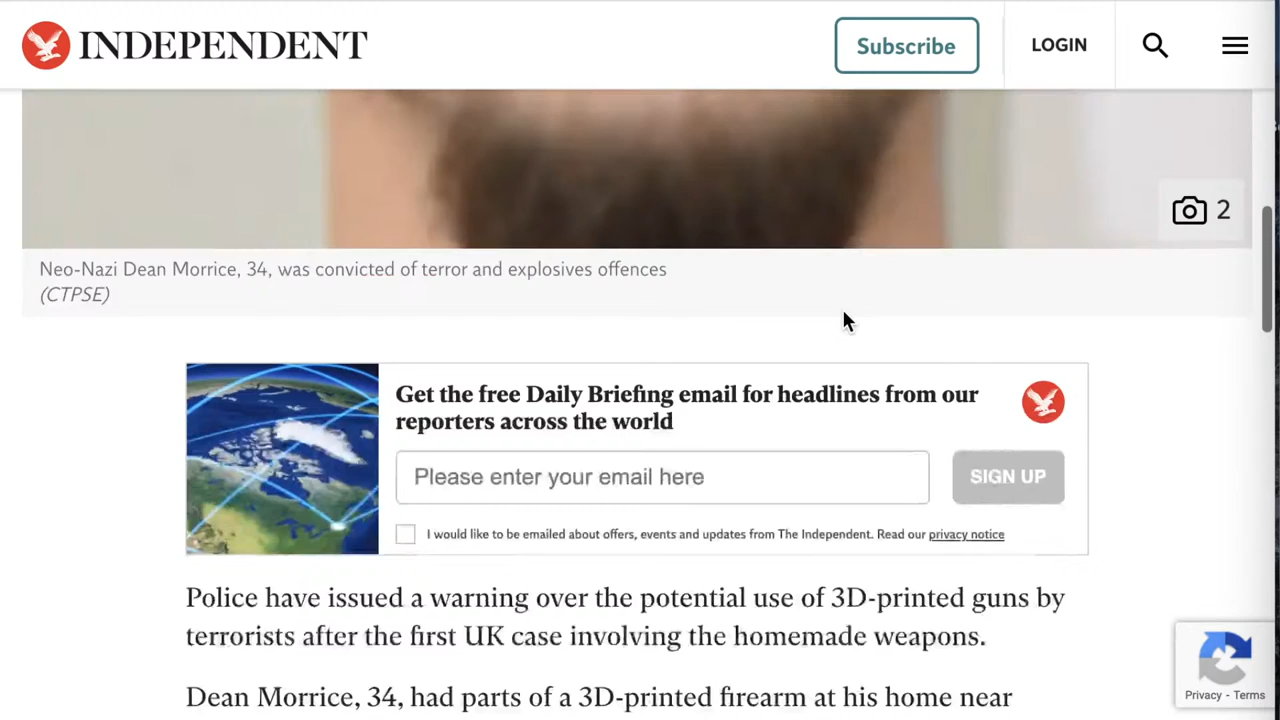 INDEPENDENT
Subscribe
LOGIN
2
Neo-Nazi Dean Morrice, 34, was convicted of terror and explosives offences
(CTPSE)
Get the free Daily Briefing email for headlines from our
reporters across the world
Please enter your email here
SIGN UP
I would like to be emailed about offers, events and updates from The Independent. Read our privacy notice
Police have issued a warning over the potential use of 3D-printed guns by
terrorists after the first UK case involving the homemade weapons.
Dean Morrice, 34, had parts of a 3D-printed firearm at his home near
Privacy - Terms